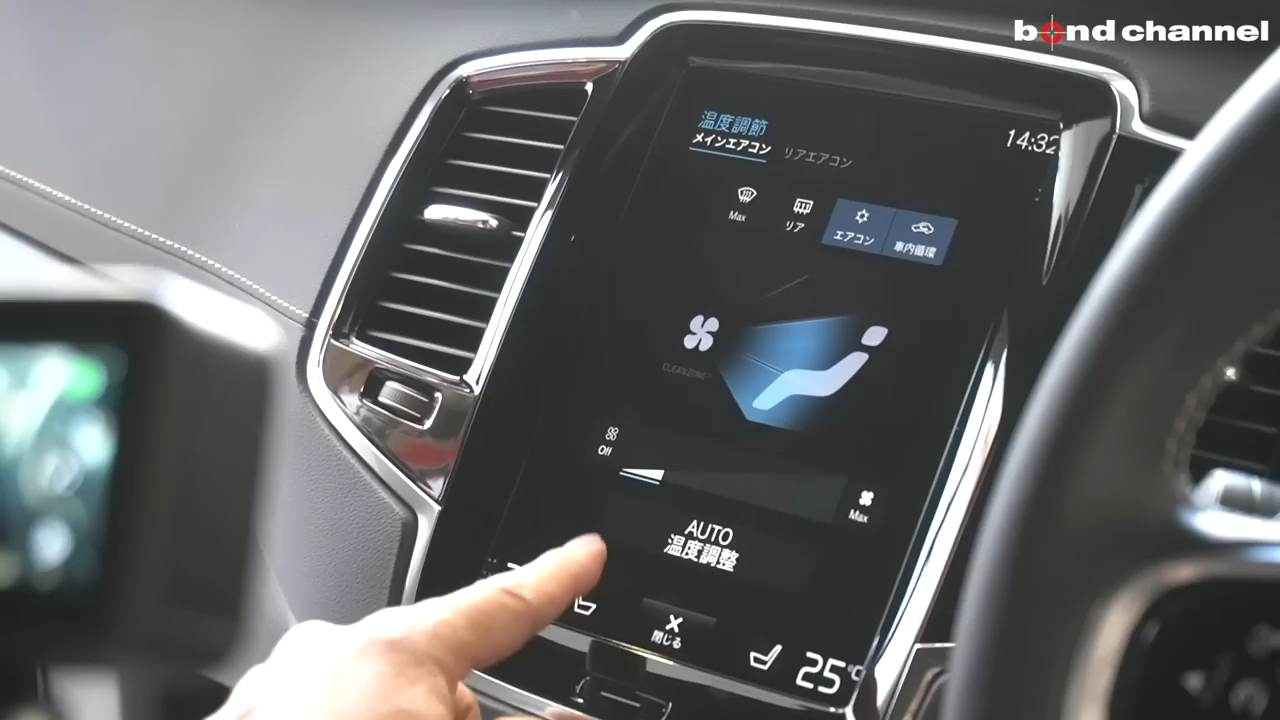 bond channel
温度調節
14:32
メインエアコン リアエアコン
Max
リア
エアコン
車内循環
CLEANZONE
Off
Max
AUTO
温度調整
閉じる
25°C